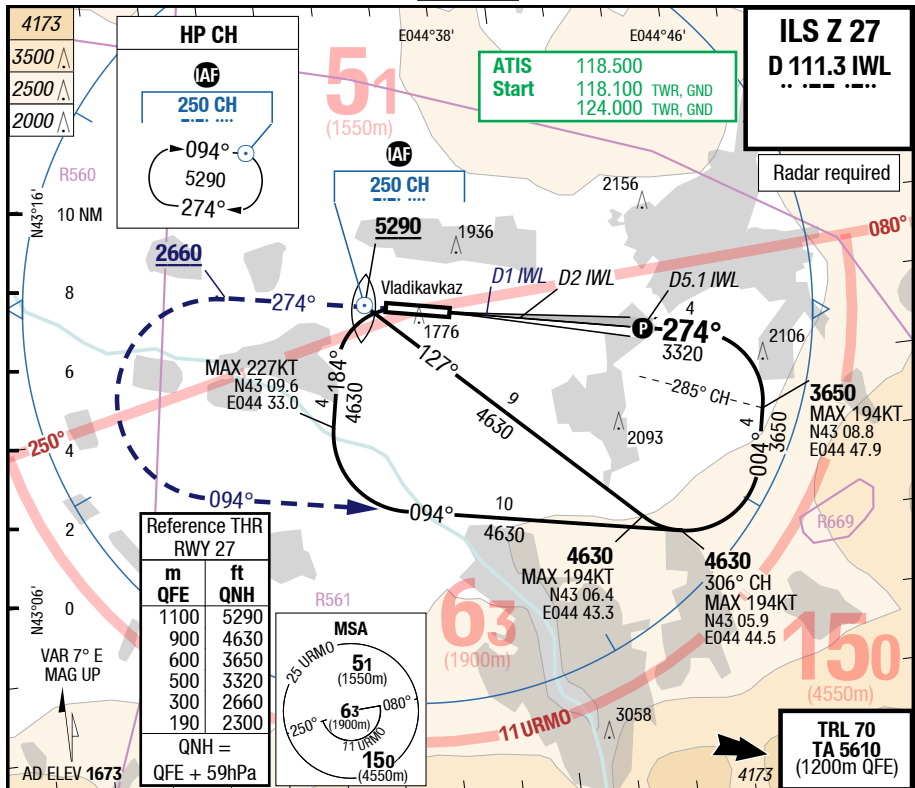 4173
3500
2500
2000
HP CH
IAF
250 CH
094°
5290
274°
E044°38'
E044°46'
51
(1550m)
ATIS 118.500
Start 118.100 TWR, GND
124.000 TWR, GND
ILS Z 27
D 111.3 IWL
Radar required
R560
N43°16'
10 NM
IAF
250 CH
5290
1936
2156
080°
2660
274°
Vladikavkaz
D1 IWL
D2 IWL
D5.1 IWL
8
1776
P
4
274°
3320
2106
MAX 227KT
N43 09.6
E044 33.0
184°
4
4630
127°
9
4630
285° CH
3650
MAX 194KT
N43 08.8
E044 47.9
004°
4
3650
2093
6
4
250°
094°
094°
10
4630
2
R669
4630
MAX 194KT
N43 06.4
E044 43.3
4630
306° CH
MAX 194KT
N43 05.9
E044 44.5
Reference THR
RWY 27
m ft
QFE QNH
1100 5290
900 4630
600 3650
500 3320
300 2660
190 2300
QNH =
QFE + 59hPa
0
N43°06'
R561
63
(1900m)
150
(4550m)
VAR 7° E
MAG UP
MSA
25 URMO
51
(1550m)
63
(1900m)
080°
250°
11 URMO
150
(4550m)
11 URMO
3058
AD ELEV 1673
4173
TRL 70
TA 5610
(1200m QFE)